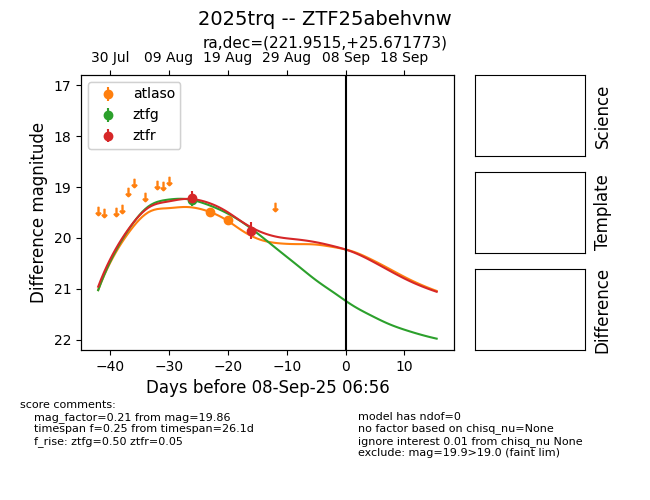 2025trq -- ZTF25abehvnw
ra,dec=(221.9515,+25.671773)
30 Jul 09 Aug 19 Aug 29 Aug 08 Sep 18 Sep
17
18
19
20
21
22
Difference magnitude
atlaso
ztfg
ztfr
−40 −30 −20 −10 0 10
Days before 08-Sep-25 06:56
Science
Template
Difference
score comments:
mag_factor=0.21 from mag=19.86
timespan f=0.25 from timespan=26.1d
f_rise: ztfg=0.50 ztfr=0.05
model has ndof=0
no factor based on chisq_nu=None
ignore interest 0.01 from chisq_nu None
exclude: mag=19.9>19.0 (faint lim)